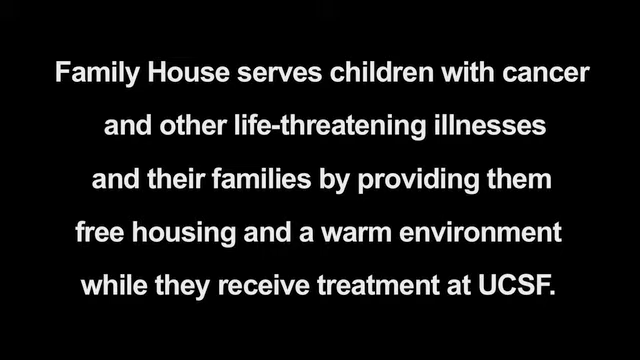 Family House serves children with cancer
and other life-threatening illnesses
and their families by providing them
free housing and a warm environment
while they receive treatment at UCSF.